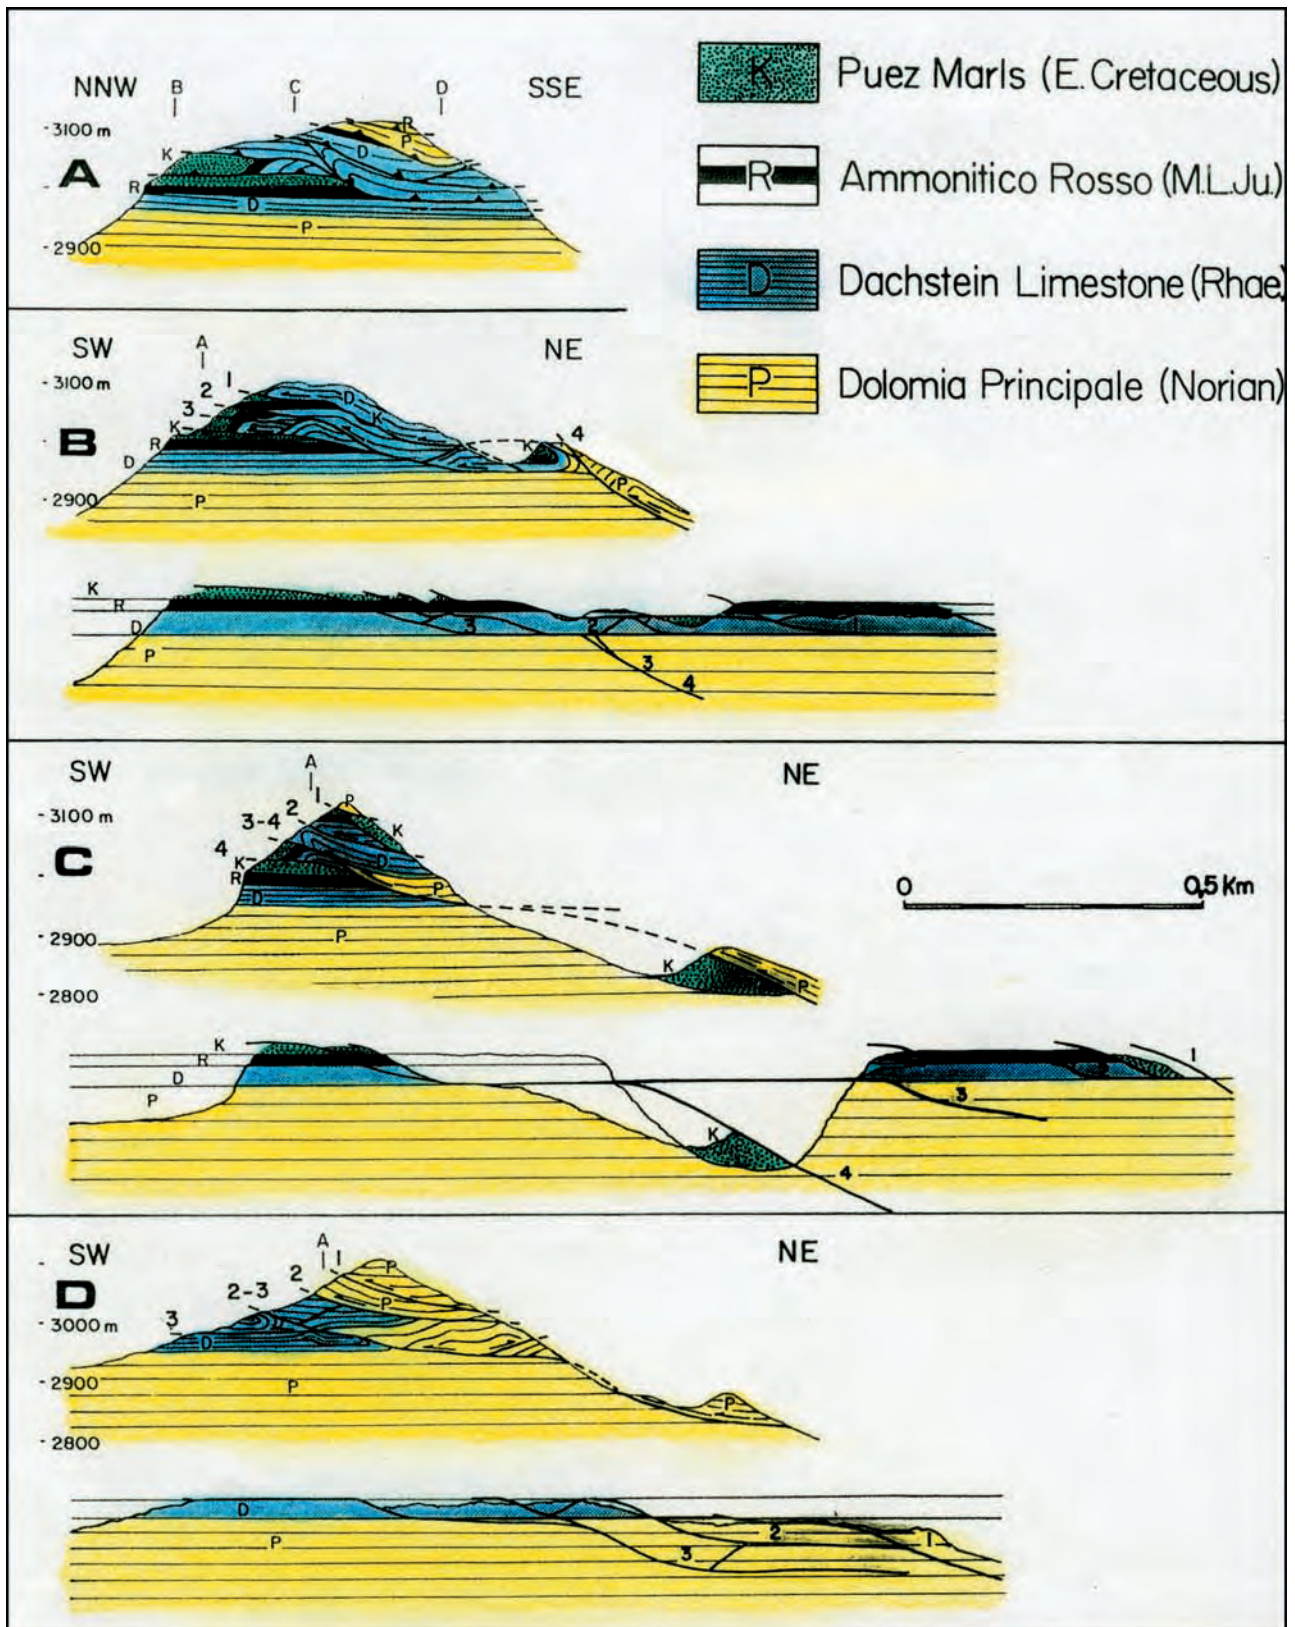 NNW B C D SSE
K Puez Marls (E. Cretaceous)
- 3100 m
R
P
K D
A
R
D
P
- 2900
R Ammonitico Rosso (M.L.Ju.)
D Dachstein Limestone (Rhae.)
P Dolomia Principale (Norian)
SW A NE
- 3100 m
1
2 D
3 K
K
B R K 4
D
P
- 2900 P
K
R
D 3 2 1
P 3
4
SW A NE
1 P
- 3100 m 2
3-4 K
4
K D
C R P
D
0 0,5 Km
- 2900 P
K
P
- 2800
K
R
D
P
1
2
3
K
4
SW A NE
1 P
2
2-3 P
D
3
- 3000 m D
- 2900 P
P
- 2800
D
P 2 1
3